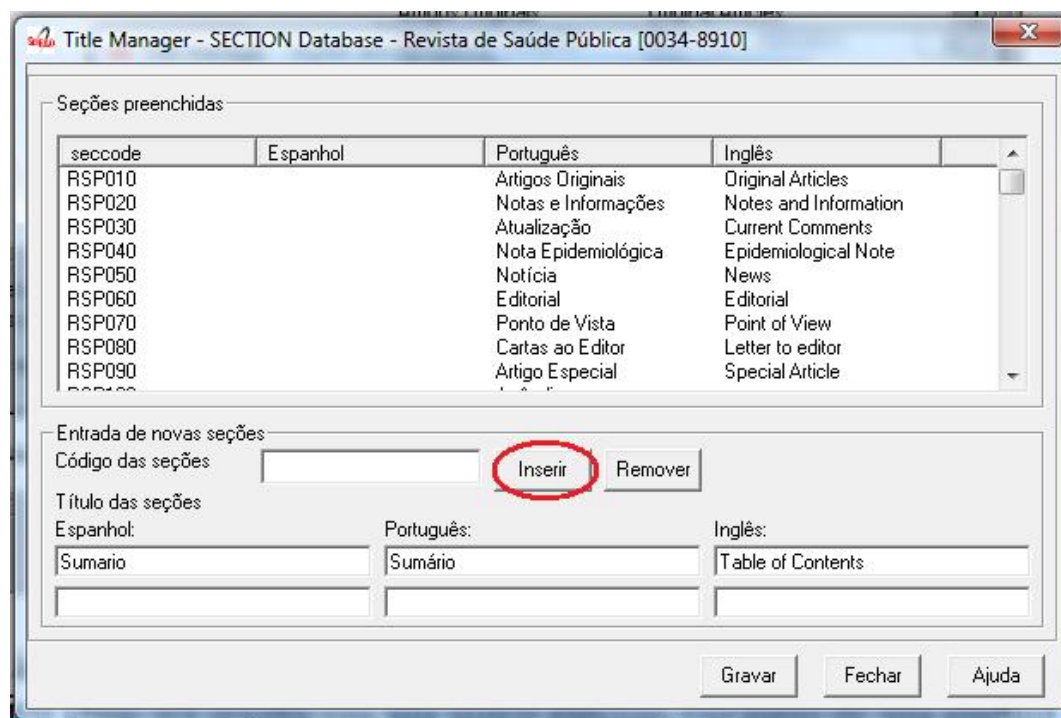 Title Manager - SECTION Database - Revista de Saúde Pública [0034-8910]
Seções preenchidas
seccode Espanhol Português Inglês
RSP010 Artigos Originais Original Articles
RSP020 Notas e Informações Notes and Information
RSP030 Atualização Current Comments
RSP040 Nota Epidemiológica Epidemiological Note
RSP050 Notícia News
RSP060 Editorial Editorial
RSP070 Ponto de Vista Point of View
RSP080 Cartas ao Editor Letter to editor
RSP090 Artigo Especial Special Article
Entrada de novas seções
Código das seções Inserir Remover
Título das seções
Espanhol: Português: Inglês:
Sumario Sumário Table of Contents
Gravar Fechar Ajuda